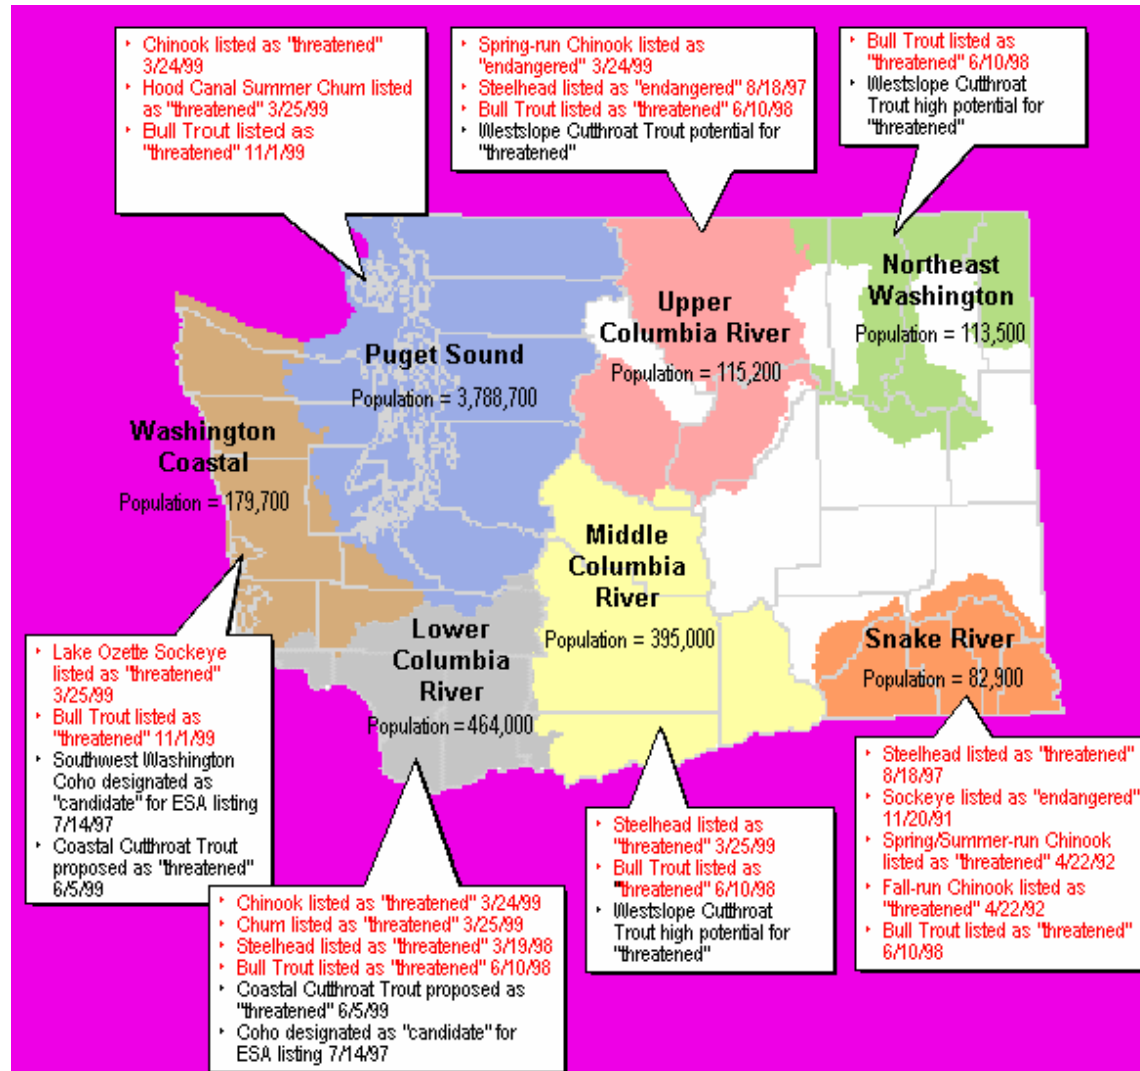 ‣ Chinook listed as "threatened"
3/24/99
‣ Hood Canal Summer Chum listed
as "threatened" 3/25/99
‣ Bull Trout listed as
"threatened" 11/1/99
‣ Spring-run Chinook listed as
"endangered" 3/24/99
‣ Steelhead listed as "endangered" 8/18/97
‣ Bull Trout listed as "threatened" 6/10/98
‣ Westslope Cutthroat Trout potential for
"threatened"
‣ Bull Trout listed as
"threatened" 6/10/98
‣ Westslope Cutthroat
Trout high potential for
"threatened"
Northeast
Washington
Population = 113,500
Upper
Columbia River
Population = 115,200
Puget Sound
Population = 3,788,700
Washington
Coastal
Population = 179,700
Middle
Columbia
River
Population = 395,000
Lower
Columbia
River
Population = 464,000
Snake River
Population = 82,900
‣ Lake Ozette Sockeye
listed as "threatened"
3/25/99
‣ Bull Trout listed as
"threatened" 11/1/99
‣ Southwest Washington
Coho designated as
"candidate" for ESA listing
7/14/97
‣ Coastal Cutthroat Trout
proposed as "threatened"
6/5/99
‣ Chinook listed as "threatened" 3/24/99
‣ Chum listed as "threatened" 3/25/99
‣ Steelhead listed as "threatened" 3/19/98
‣ Bull Trout listed as "threatened" 6/10/98
‣ Coastal Cutthroat Trout proposed as
"threatened" 6/5/99
‣ Coho designated as "candidate" for
ESA listing 7/14/97
‣ Steelhead listed as
"threatened" 3/25/99
‣ Bull Trout listed as
"threatened" 6/10/98
‣ Westslope Cutthroat
Trout high potential for
"threatened"
‣ Steelhead listed as "threatened"
8/18/97
‣ Sockeye listed as "endangered"
11/20/91
‣ Spring/Summer-run Chinook
listed as "threatened" 4/22/92
‣ Fall-run Chinook listed as
"threatened" 4/22/92
‣ Bull Trout listed as "threatened"
6/10/98